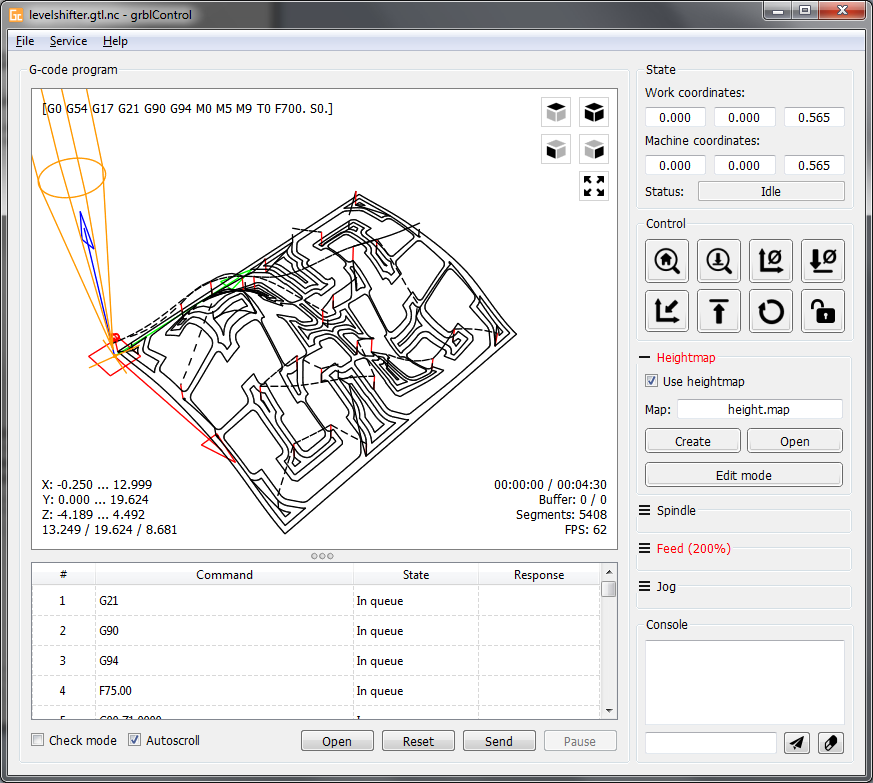 levelshifter.gtl.nc - grblControl
File Service Help
G-code program
[G0 G54 G17 G21 G90 G94 M0 M5 M9 T0 F700. S0.]
X: -0.250 ... 12.999
Y: 0.000 ... 19.624
Z: -4.189 ... 4.492
13.249 / 19.624 / 8.681
00:00:00 / 00:04:30
Buffer: 0 / 0
Segments: 5408
FPS: 62
# Command State Response
1 G21 In queue
2 G90 In queue
3 G94 In queue
4 F75.00 In queue
Check mode Autoscroll Open Reset Send Pause
State
Work coordinates:
0.000 0.000 0.565
Machine coordinates:
0.000 0.000 0.565
Status: Idle
Control
Heightmap
Use heightmap
Map: height.map
Create Open
Edit mode
Spindle
Feed (200%)
Jog
Console